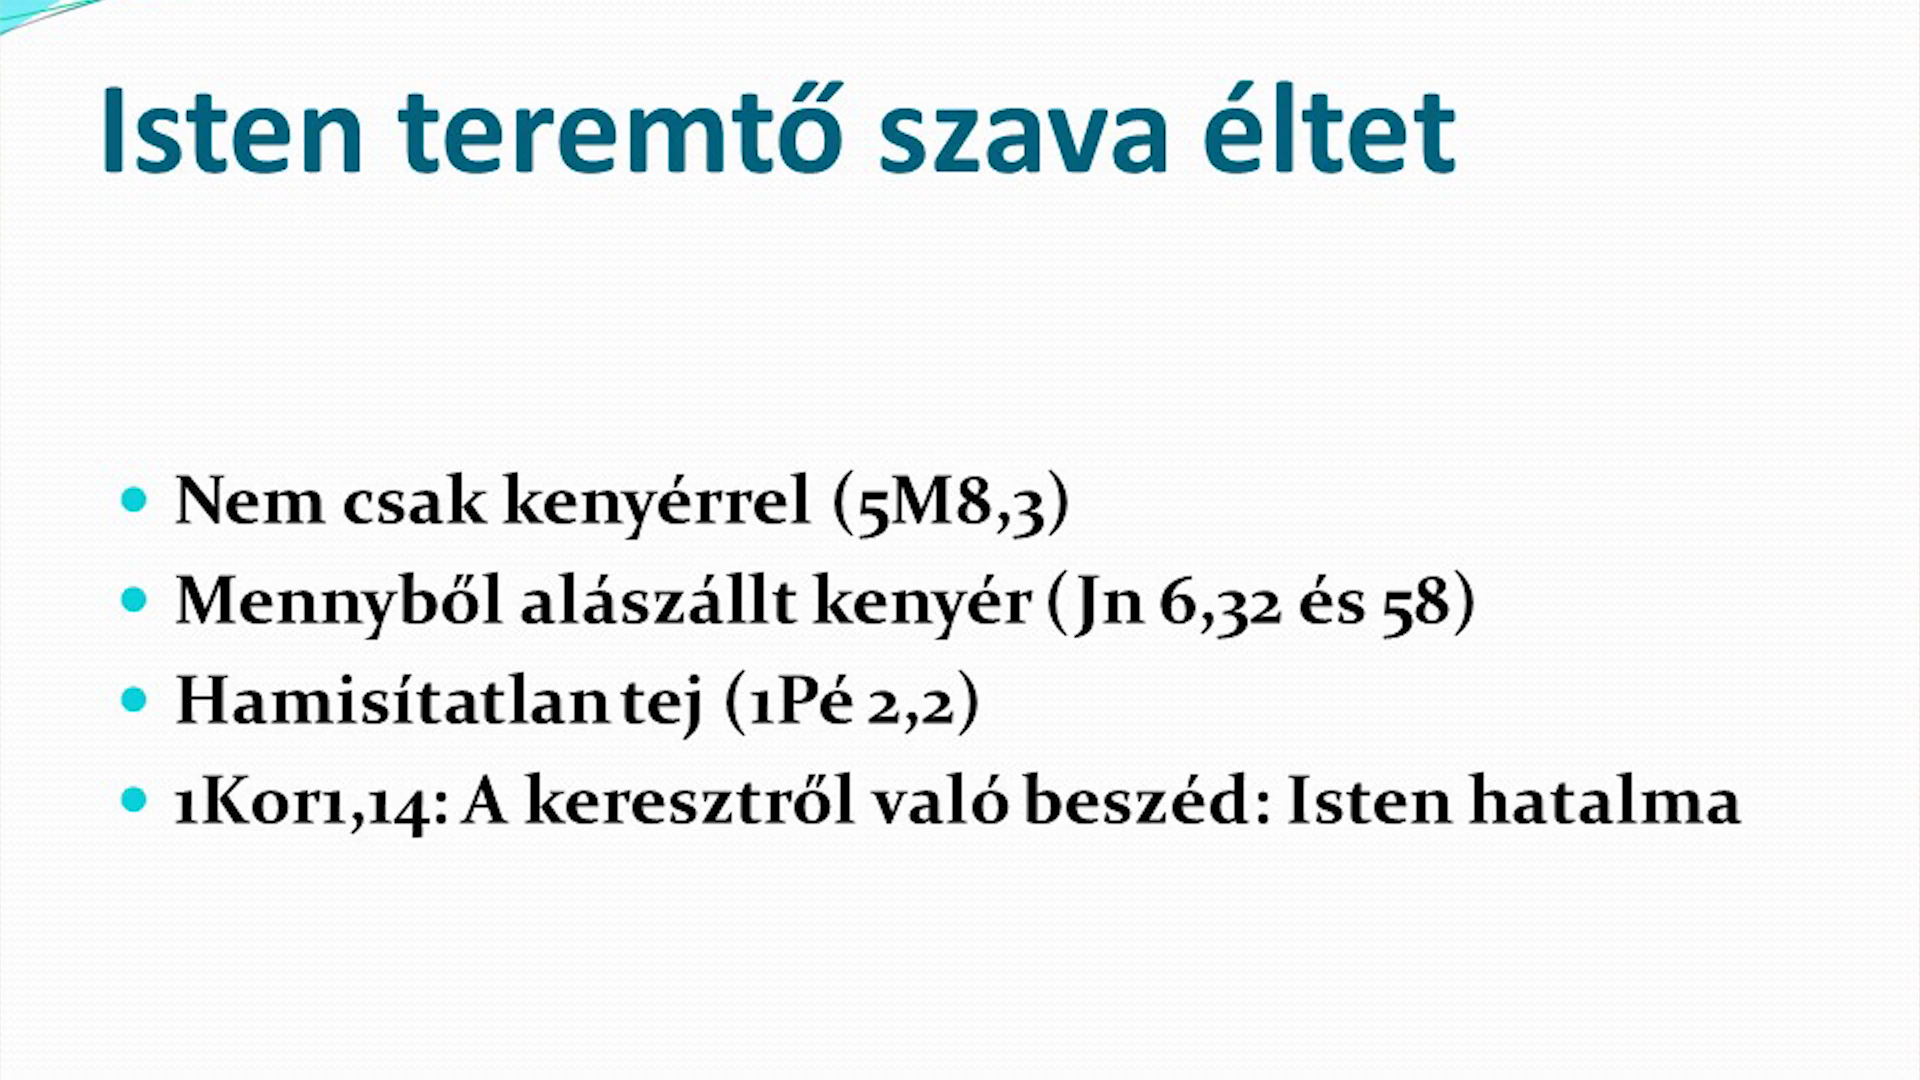 Isten teremtő szava éltet
• Nem csak kenyérrel (5M8,3)
• Mennyből alászállt kenyér (Jn 6,32 és 58)
• Hamisítatlan tej (1Pé 2,2)
• 1Kor1,14: A keresztről való beszéd: Isten hatalma